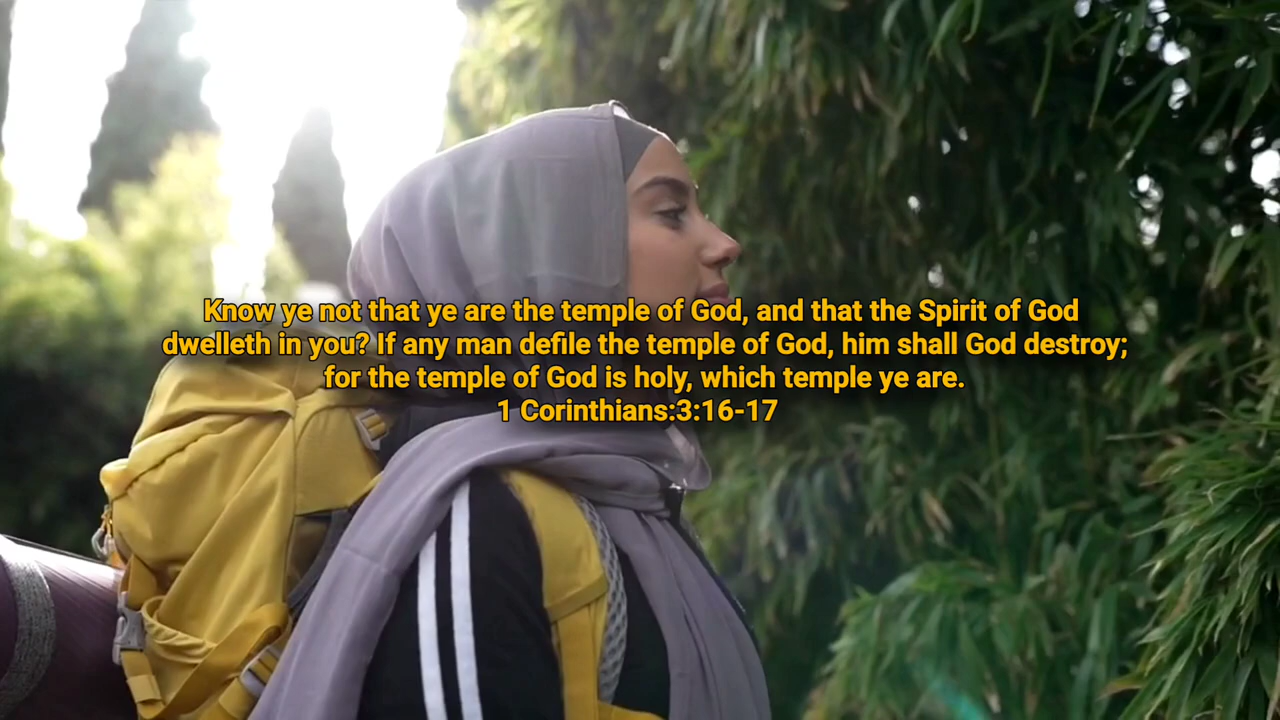 Know ye not that ye are the temple of God, and that the Spirit of God
dwelleth in you? If any man defile the temple of God, him shall God destroy;
for the temple of God is holy, which temple ye are.
1 Corinthians:3:16-17